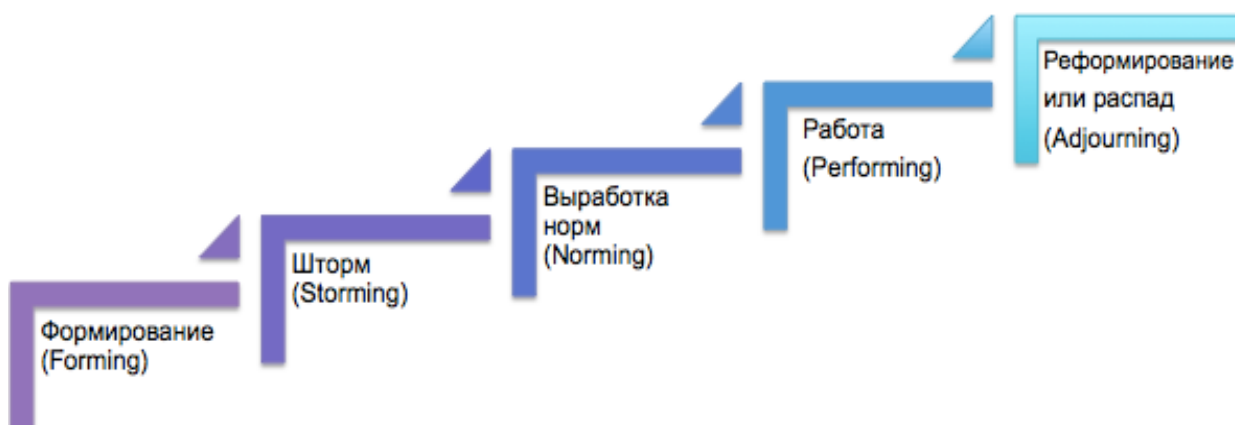 Формирование
(Forming)
Шторм
(Storming)
Выработка
норм
(Norming)
Работа
(Performing)
Реформирование
или распад
(Adjourning)